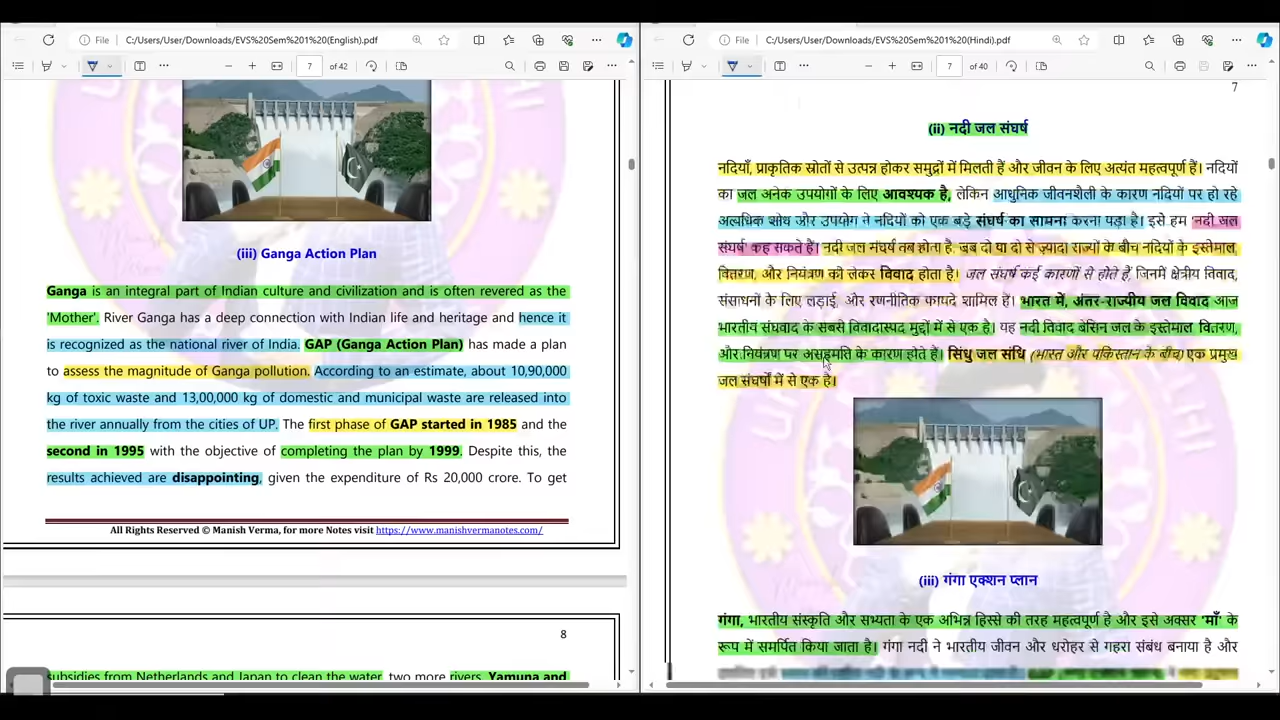 File C:/Users/User/Downloads/EVS%20Sem%201%20(English).pdf
7 of 42
(iii) Ganga Action Plan
Ganga is an integral part of Indian culture and civilization and is often revered as the
'Mother'. River Ganga has a deep connection with Indian life and heritage and hence it
is recognized as the national river of India. GAP (Ganga Action Plan) has made a plan
to assess the magnitude of Ganga pollution. According to an estimate, about 10,90,000
kg of toxic waste and 13,00,000 kg of domestic and municipal waste are released into
the river annually from the cities of UP. The first phase of GAP started in 1985 and the
second in 1995 with the objective of completing the plan by 1999. Despite this, the
results achieved are disappointing, given the expenditure of Rs 20,000 crore. To get
All Rights Reserved © Manish Verma, for more Notes visit https://www.manishvermanotes.com/
8
subsidies from Netherlands and Japan to clean the water, two more rivers, Yamuna and
File C:/Users/User/Downloads/EVS%20Sem%201%20(Hindi).pdf
7 of 40
7
(ii) नदी जल संघर्ष
नदियाँ, प्राकृतिक स्रोतों से उत्पन्न होकर समुद्रों में मिलती हैं और जीवन के लिए अत्यंत महत्वपूर्ण हैं। नदियों
का जल अनेक उपयोगों के लिए आवश्यक है, लेकिन आधुनिक जीवनशैली के कारण नदियों पर हो रहे
अत्यधिक शोध और उपयोग ने नदियों को एक बड़े संघर्ष का सामना करना पड़ा है। इसे हम 'नदी जल
संघर्ष' कह सकते हैं। नदी जल संघर्ष तब होता है, जब दो या दो से ज़्यादा राज्यों के बीच नदियों के इस्तेमाल,
वितरण, और नियंत्रण को लेकर विवाद होता है। जल संघर्ष कई कारणों से होते हैं, जिनमें क्षेत्रीय विवाद,
संसाधनों के लिए लड़ाई, और रणनीतिक फ़ायदे शामिल हैं। भारत में, अंतर-राज्यीय जल विवाद आज
भारतीय संघवाद के सबसे विवादास्पद मुद्दों में से एक है। यह नदी विवाद बेसिन जल के इस्तेमाल वितरण,
और नियंत्रण पर असहमति के कारण होते हैं। सिंधु जल संधि (भारत और पकिस्तान के बीच) एक प्रमुख
जल संघर्षों में से एक है।
(iii) गंगा एक्शन प्लान
गंगा, भारतीय संस्कृति और सभ्यता के एक अभिन्न हिस्से की तरह महत्वपूर्ण है और इसे अक्सर 'माँ' के
रूप में समर्पित किया जाता है। गंगा नदी ने भारतीय जीवन और धरोहर से गहरा संबंध बनाया है और